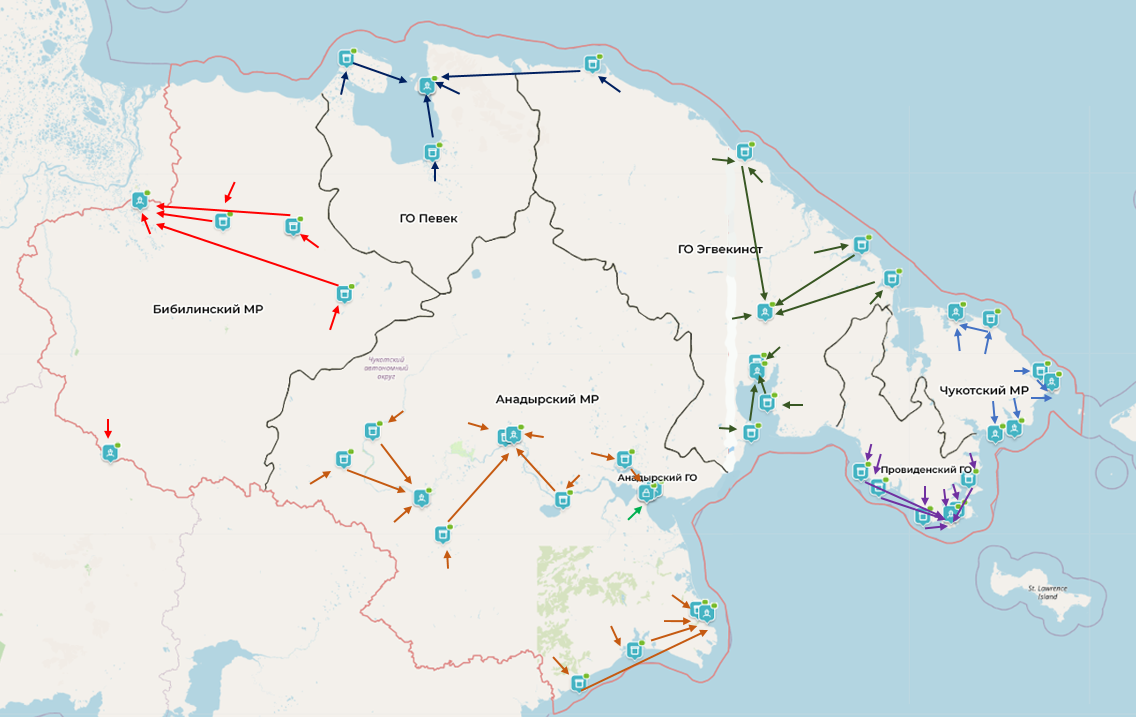 ГО Певек
ГО Эгвекинот
Бибилинский МР
Чукотский
автономный
округ
Анадырский МР
Чукотский МР
Анадырский ГО
Провиденский ГО
St. Lawrence
Island